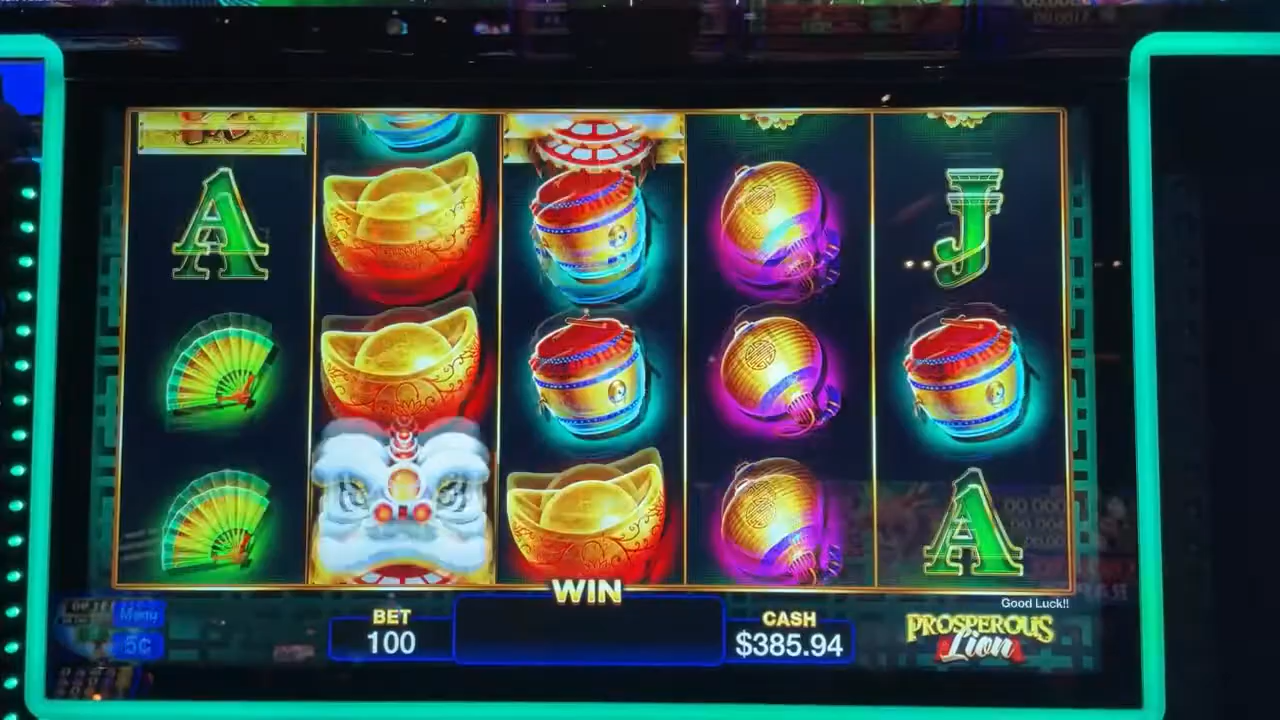 A
J
A
WIN
Good Luck!!
BET
100
CASH
$385.94
PROSPEROUS
Lion
Menu
5¢